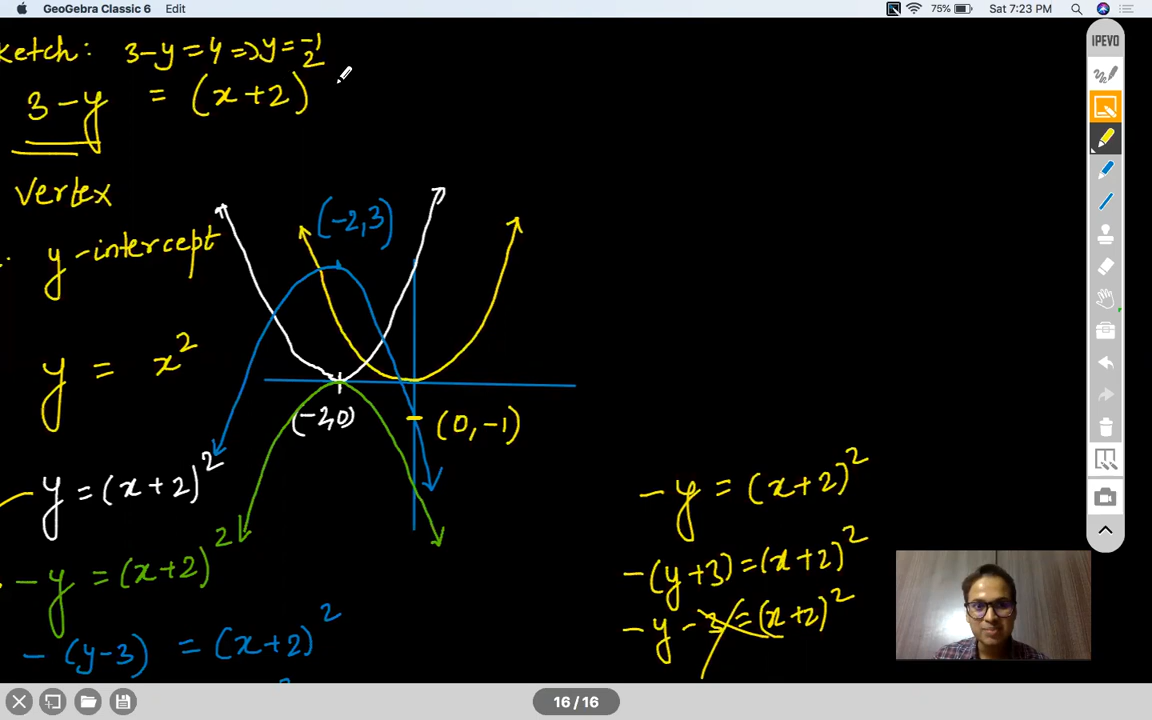 GeoGebra Classic 6 Edit 75% Sat 7:23 PM
IPEVO
ketch: 3-y=4 => y=-1
3-y = (x+2)²
Vertex
y-intercept
(-2,3)
y = x²
(-2,0)
(0,-1)
y=(x+2)²
-y=(x+2)²
-(y-3) = (x+2)²
-y = (x+2)²
-(y+3)=(x+2)²
-y-3=(x+2)²
16/16